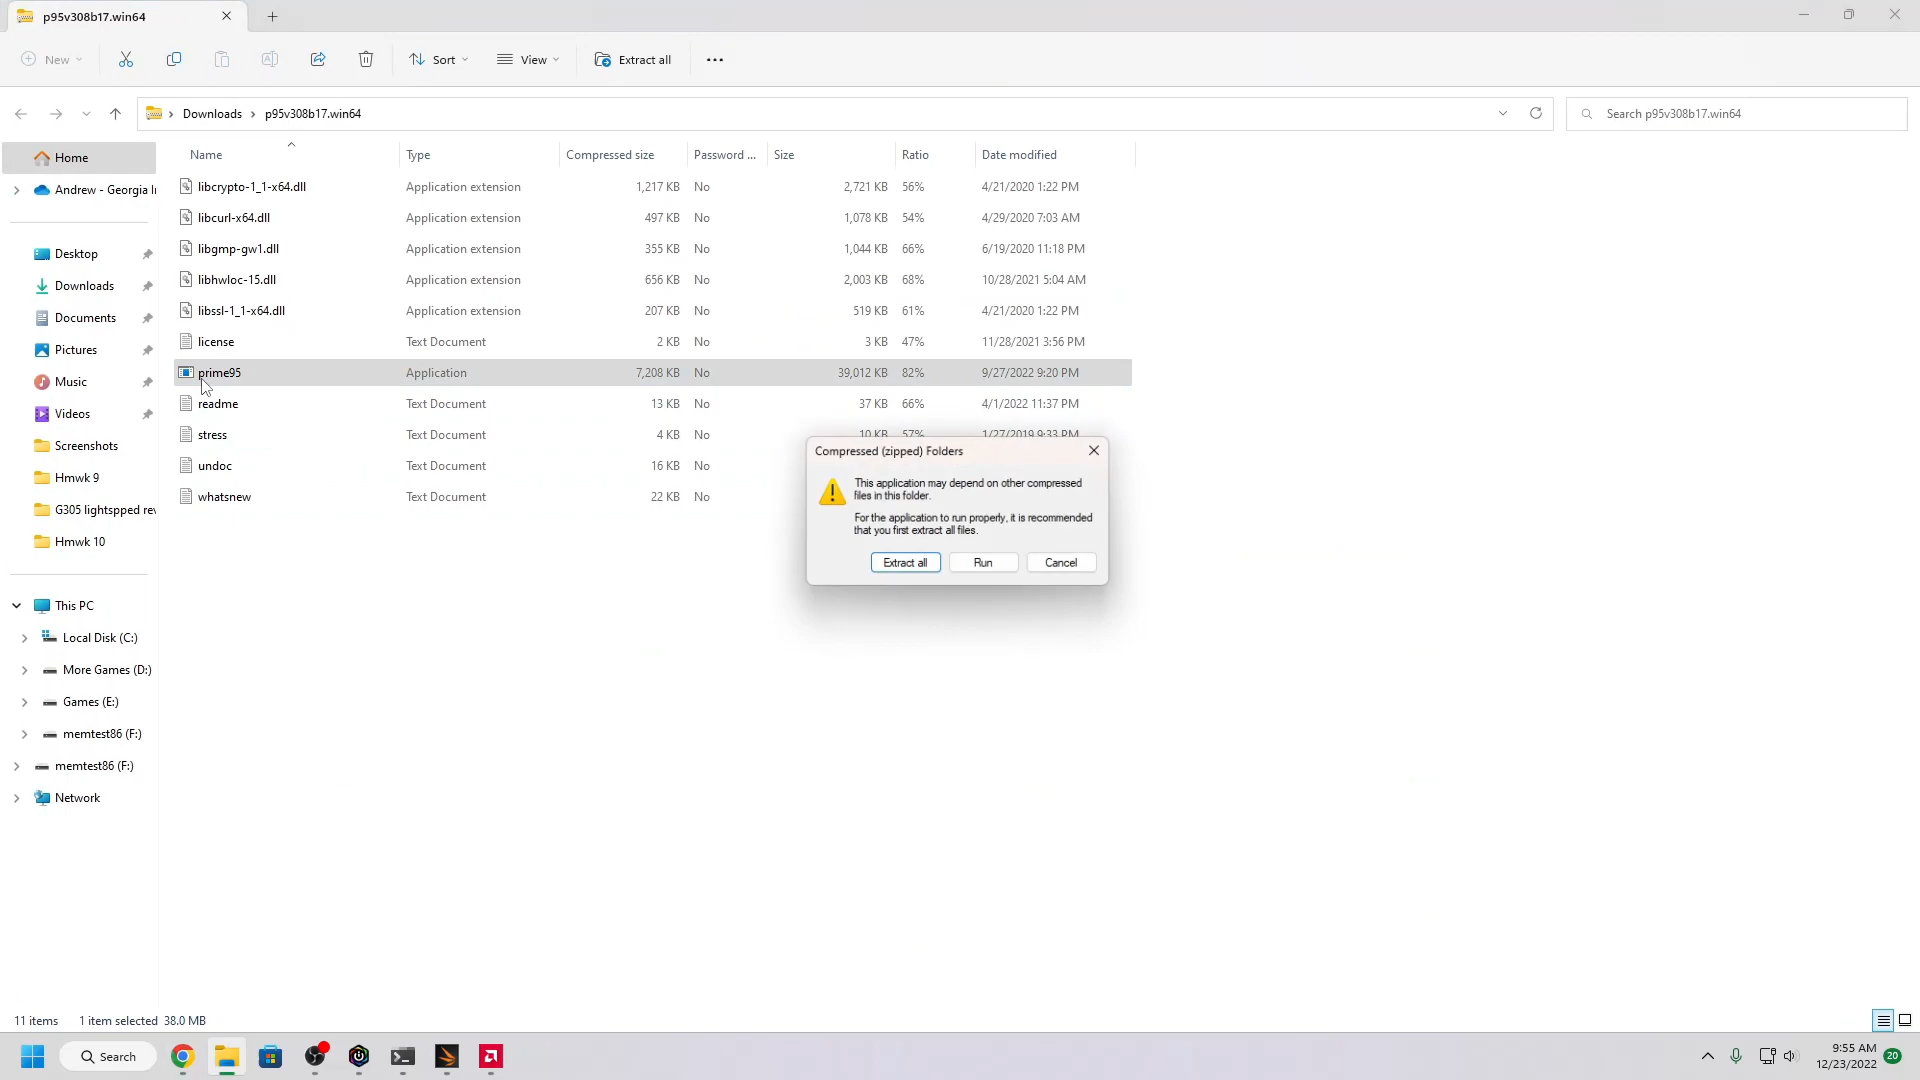 p95v308b17.win64
New
Sort
View
Extract all
Downloads
p95v308b17.win64
Search p95v308b17.win64
Name Type Compressed size Password ... Size Ratio Date modified
libcrypto-1_1-x64.dll Application extension 1,217 KB No 2,721 KB 56% 4/21/2020 1:22 PM
libcurl-x64.dll Application extension 497 KB No 1,078 KB 54% 4/29/2020 7:03 AM
libgmp-gw1.dll Application extension 355 KB No 1,044 KB 66% 6/19/2020 11:18 PM
libhwloc-15.dll Application extension 656 KB No 2,003 KB 68% 10/28/2021 5:04 AM
libssl-1_1-x64.dll Application extension 207 KB No 519 KB 61% 4/21/2020 1:22 PM
license Text Document 2 KB No 3 KB 47% 11/28/2021 3:56 PM
prime95 Application 7,208 KB No 39,012 KB 82% 9/27/2022 9:20 PM
readme Text Document 13 KB No 37 KB 66% 4/1/2022 11:37 PM
stress Text Document 4 KB No 10 KB 57% 1/27/2019 9:33 PM
undoc Text Document 16 KB No
whatsnew Text Document 22 KB No
Home
Andrew - Georgia In
Desktop
Downloads
Documents
Pictures
Music
Videos
Screenshots
Hmwk 9
G305 lightspped rev
Hmwk 10
This PC
Local Disk (C:)
More Games (D:)
Games (E:)
memtest86 (F:)
memtest86 (F:)
Network
Compressed (zipped) Folders
This application may depend on other compressed
files in this folder.
For the application to run properly, it is recommended
that you first extract all files.
Extract all
Run
Cancel
11 items
1 item selected 38.0 MB
Search
9:55 AM
12/23/2022
20